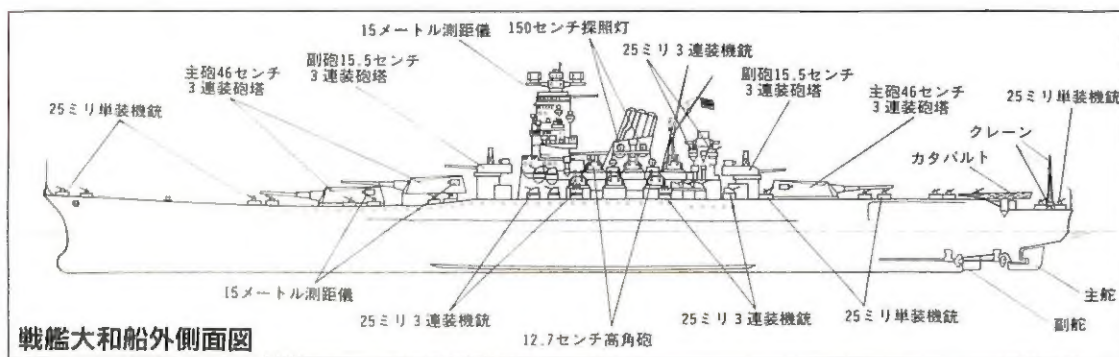 15メートル測距儀
150センチ探照灯
25ミリ3連装機銃
副砲15.5センチ
3連装砲塔
主砲46センチ
3連装砲塔
25ミリ単装機銃
副砲15.5センチ
3連装砲塔
主砲46センチ
3連装砲塔
25ミリ単装機銃
クレーン
カタパルト
15メートル測距儀
25ミリ3連装機銃
12.7センチ高角砲
25ミリ3連装機銃
25ミリ単装機銃
主舵
副舵
戦艦大和船外側面図